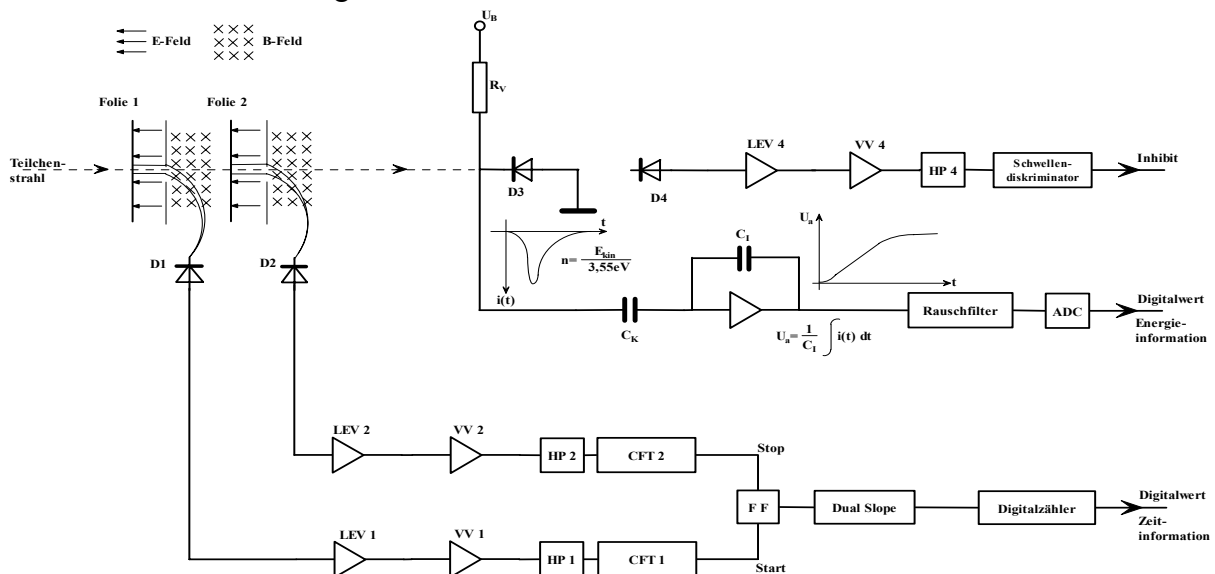 U_B
E-Feld
B-Feld
R_V
Folie 1
Folie 2
LEV 4
VV 4
Teilchen-
strahl
HP 4
Schwellen-
diskriminator
Inhibit
D3
D4
U_a
t
C_I
D1
D2
n= E_kin
3,55eV
i(t)
t
Rauschfilter
ADC
Digitalwert
Energie-
information
C_K
U_a= 1/C_I ∫ i(t) dt
LEV 2
VV 2
Stop
HP 2
CFT 2
F F
Dual Slope
Digitalzähler
Digitalwert
Zeit-
information
LEV 1
VV 1
HP 1
CFT 1
Start